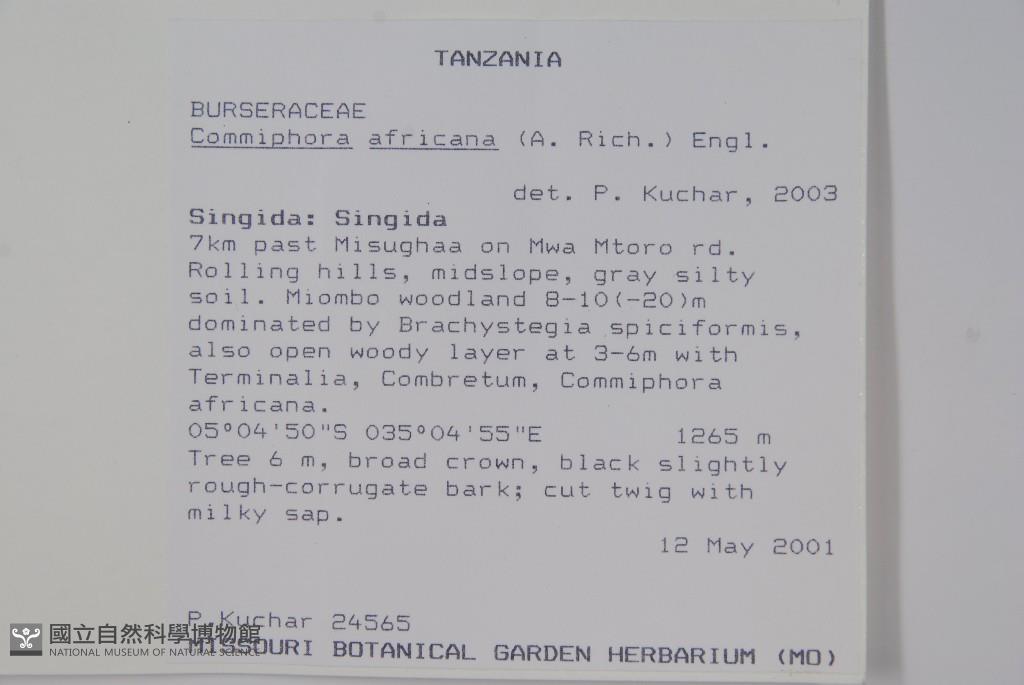 TANZANIA
BURSERACEAE
Commiphora africana (A. Rich.) Engl.
det. P. Kuchar, 2003
Singida: Singida
7km past Misughaa on Mwa Mtoro rd.
Rolling hills, midslope, gray silty
soil. Miombo woodland 8-10(-20)m
dominated by Brachystegia spiciformis,
also open woody layer at 3-6m with
Terminalia, Combretum, Commiphora
africana.
05°04'50"S 035°04'55"E 1265 m
Tree 6 m, broad crown, black slightly
rough-corrugate bark; cut twig with
milky sap.
12 May 2001
P.Kuchar 24565
MISSOURI BOTANICAL GARDEN HERBARIUM (MO)
國立自然科學博物館
NATIONAL MUSEUM OF NATURAL SCIENCE